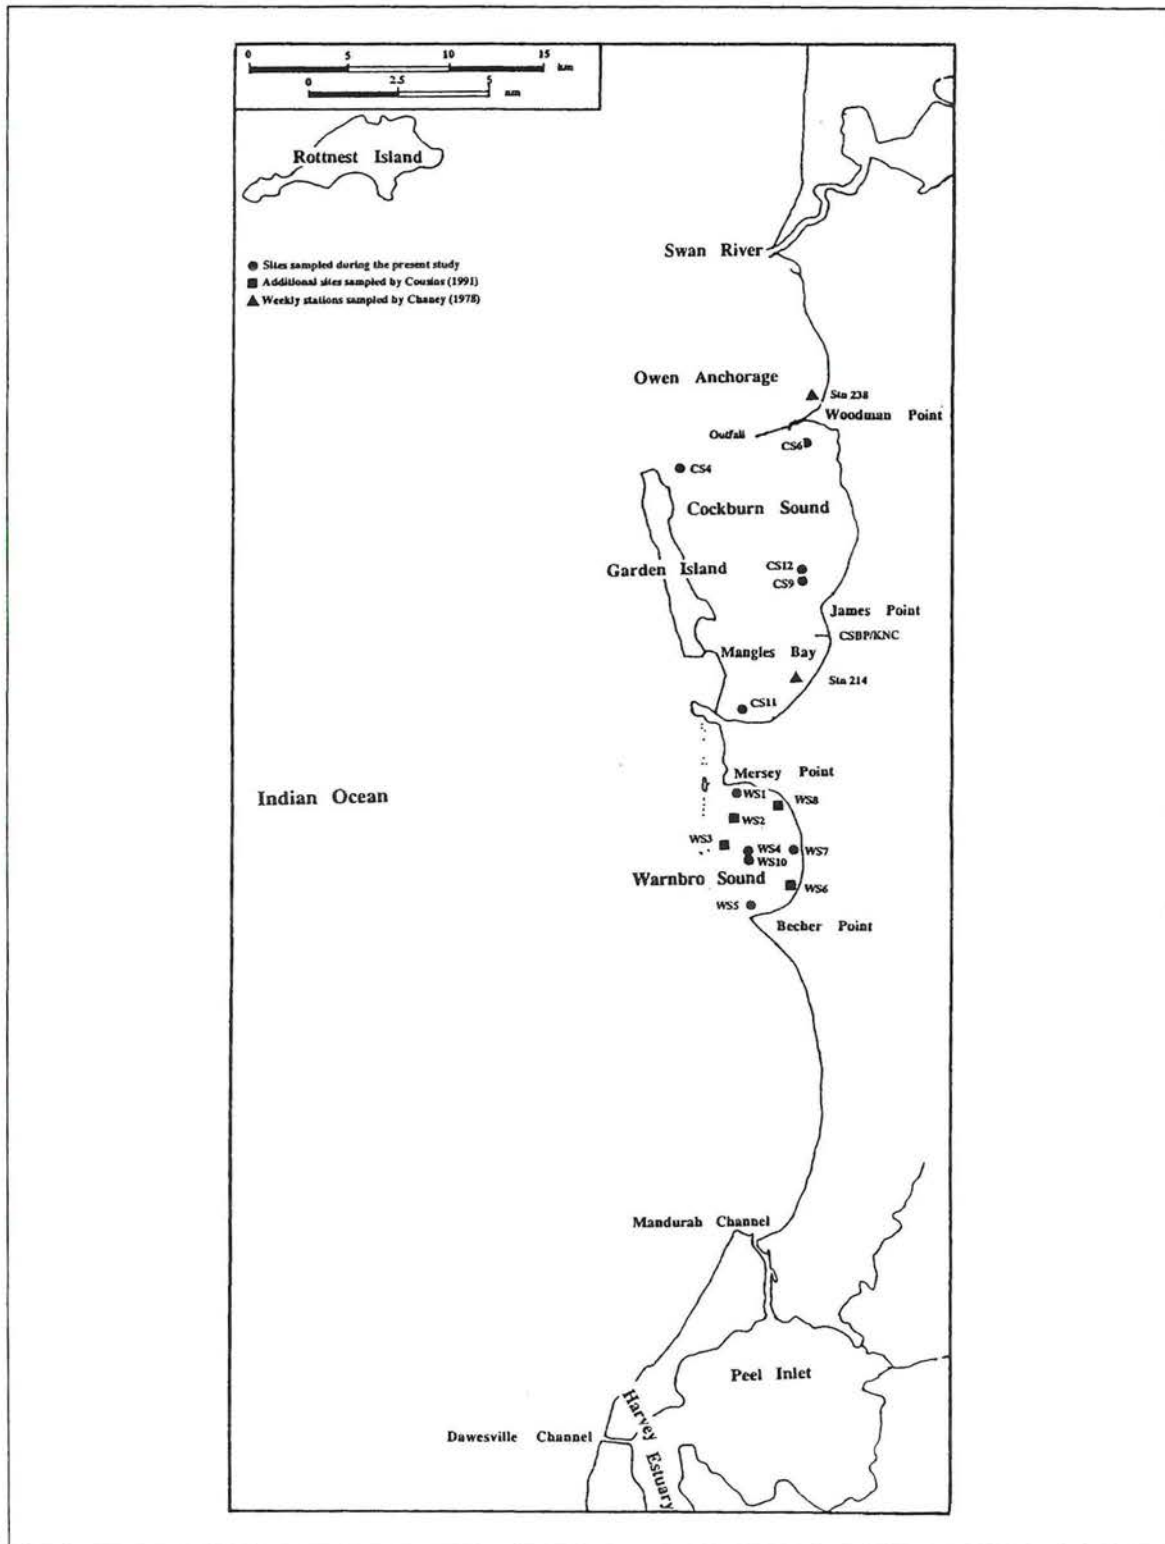 0 5 10 15 km
0 2.5 5 nm
Rottnest Island
Swan River
Sites sampled during the present study
Additional sites sampled by Cousins (1991)
Weekly stations sampled by Chaney (1978)
Owen Anchorage
Stn 238
Woodman Point
Outfall
CS6
CS4
Cockburn Sound
CS12
Garden Island
CS9
James Point
CSBP/KNC
Mangles Bay
Stn 214
CS11
Mersey Point
Indian Ocean
WS1
WS8
WS2
WS3
WS4
WS7
WS10
Warnbro Sound
WS6
WS5
Becher Point
Mandurah Channel
Peel Inlet
Harvey Estuary
Dawesville Channel